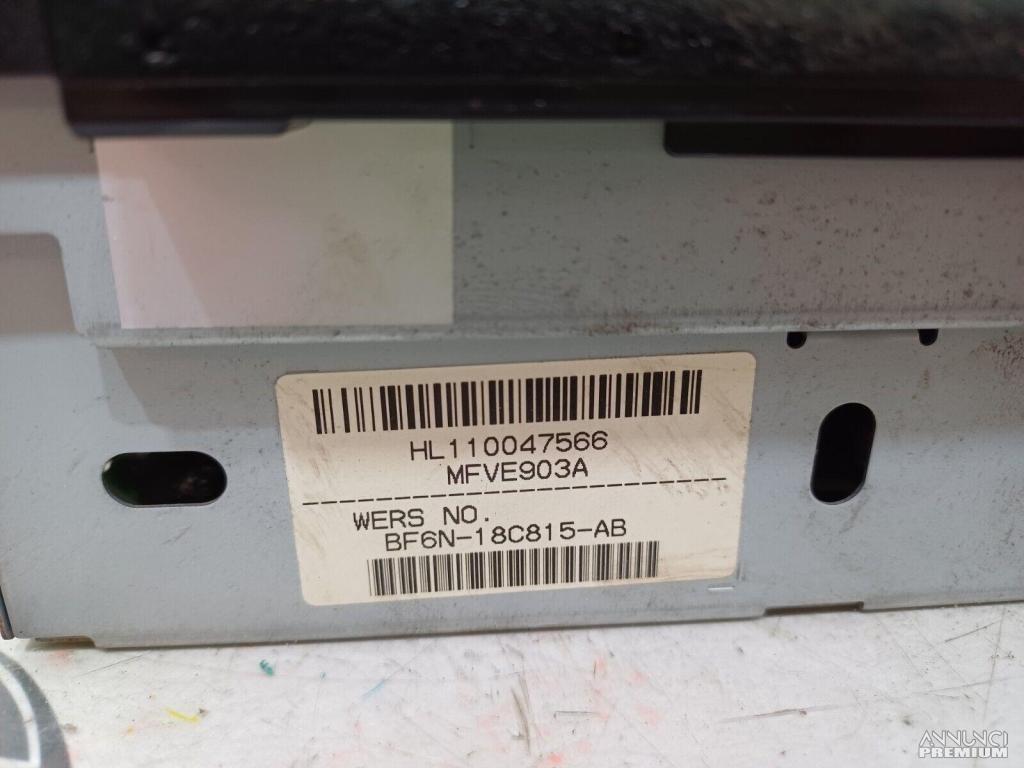 HL110047566
MFVE903A
WERS NO.
BF6N-18C815-AB
ANNUNCI
PREMIUM